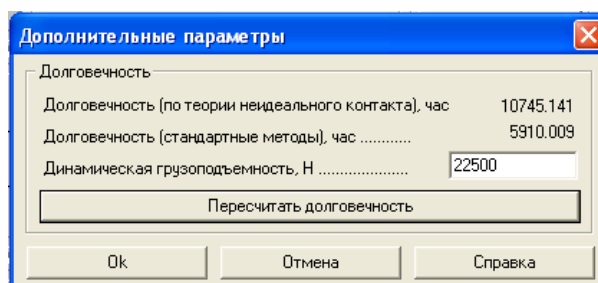 Дополнительные параметры
Долговечность
Долговечность (по теории неидеального контакта), час 10745.141
Долговечность (стандартные методы), час ............ 5910.009
Динамическая грузоподъемность, Н ..................... 22500
Пересчитать долговечность
Ok Отмена Справка